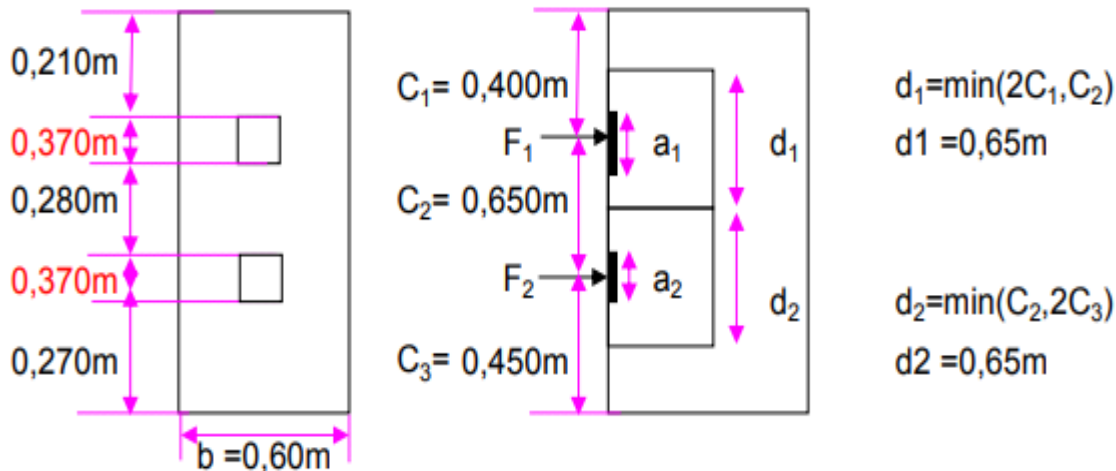 0,210m
0,370m
0,280m
0,370m
0,270m
b =0,60m
C₁= 0,400m
F₁
a₁
d₁
C₂= 0,650m
F₂
a₂
d₂
C₃= 0,450m
d₁=min(2C₁,C₂)
d1 =0,65m
d₂=min(C₂,2C₃)
d2 =0,65m